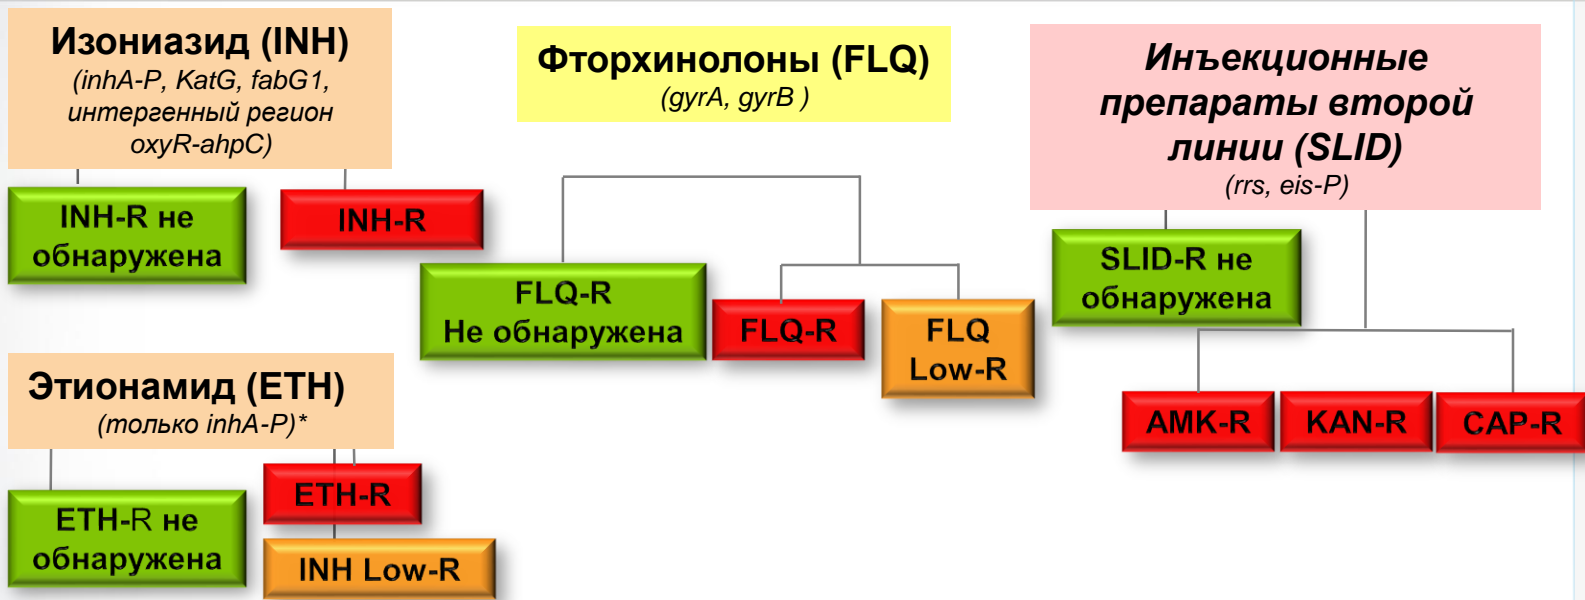 Изониазид (INH)
(inhA-P, KatG, fabG1,
интергенный регион
oxyR-ahpC)
INH-R не
обнаружена
INH-R
Этионамид (ETH)
(только inhA-P)*
ETH-R не
обнаружена
ETH-R
INH Low-R
Фторхинолоны (FLQ)
(gyrA, gyrB )
FLQ-R
Не обнаружена
FLQ-R
FLQ
Low-R
Инъекционные
препараты второй
линии (SLID)
(rrs, eis-P)
SLID-R не
обнаружена
AMK-R
KAN-R
CAP-R